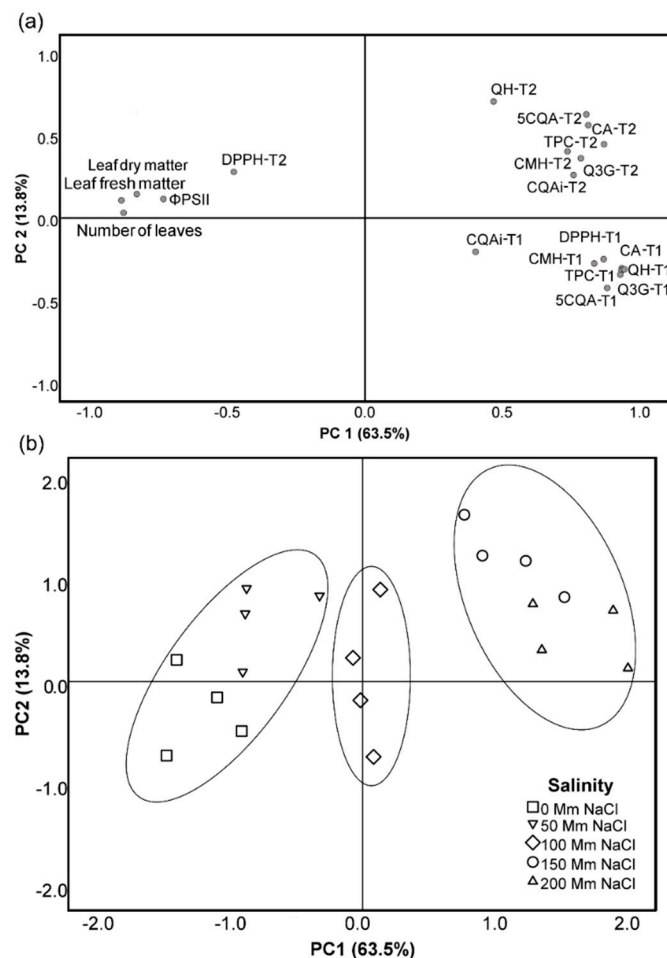 (a)
1.0
0.5
0.0
-0.5
-1.0
PC 2 (13.8%)
QH-T2
5CQA-T2
CA-T2
TPC-T2
CMH-T2
Q3G-T2
CQAi-T2
DPPH-T2
Leaf dry matter
Leaf fresh matter
ΦPSII
Number of leaves
CQAi-T1
DPPH-T1
CA-T1
CMH-T1
QH-T1
TPC-T1
Q3G-T1
5CQA-T1
-1.0 -0.5 0.0 0.5 1.0
PC 1 (63.5%)
(b)
2.0
1.0
0.0
-1.0
-2.0
PC2 (13.8%)
Salinity
0 Mm NaCl
50 Mm NaCl
100 Mm NaCl
150 Mm NaCl
200 Mm NaCl
-2.0 -1.0 0.0 1.0 2.0
PC1 (63.5%)